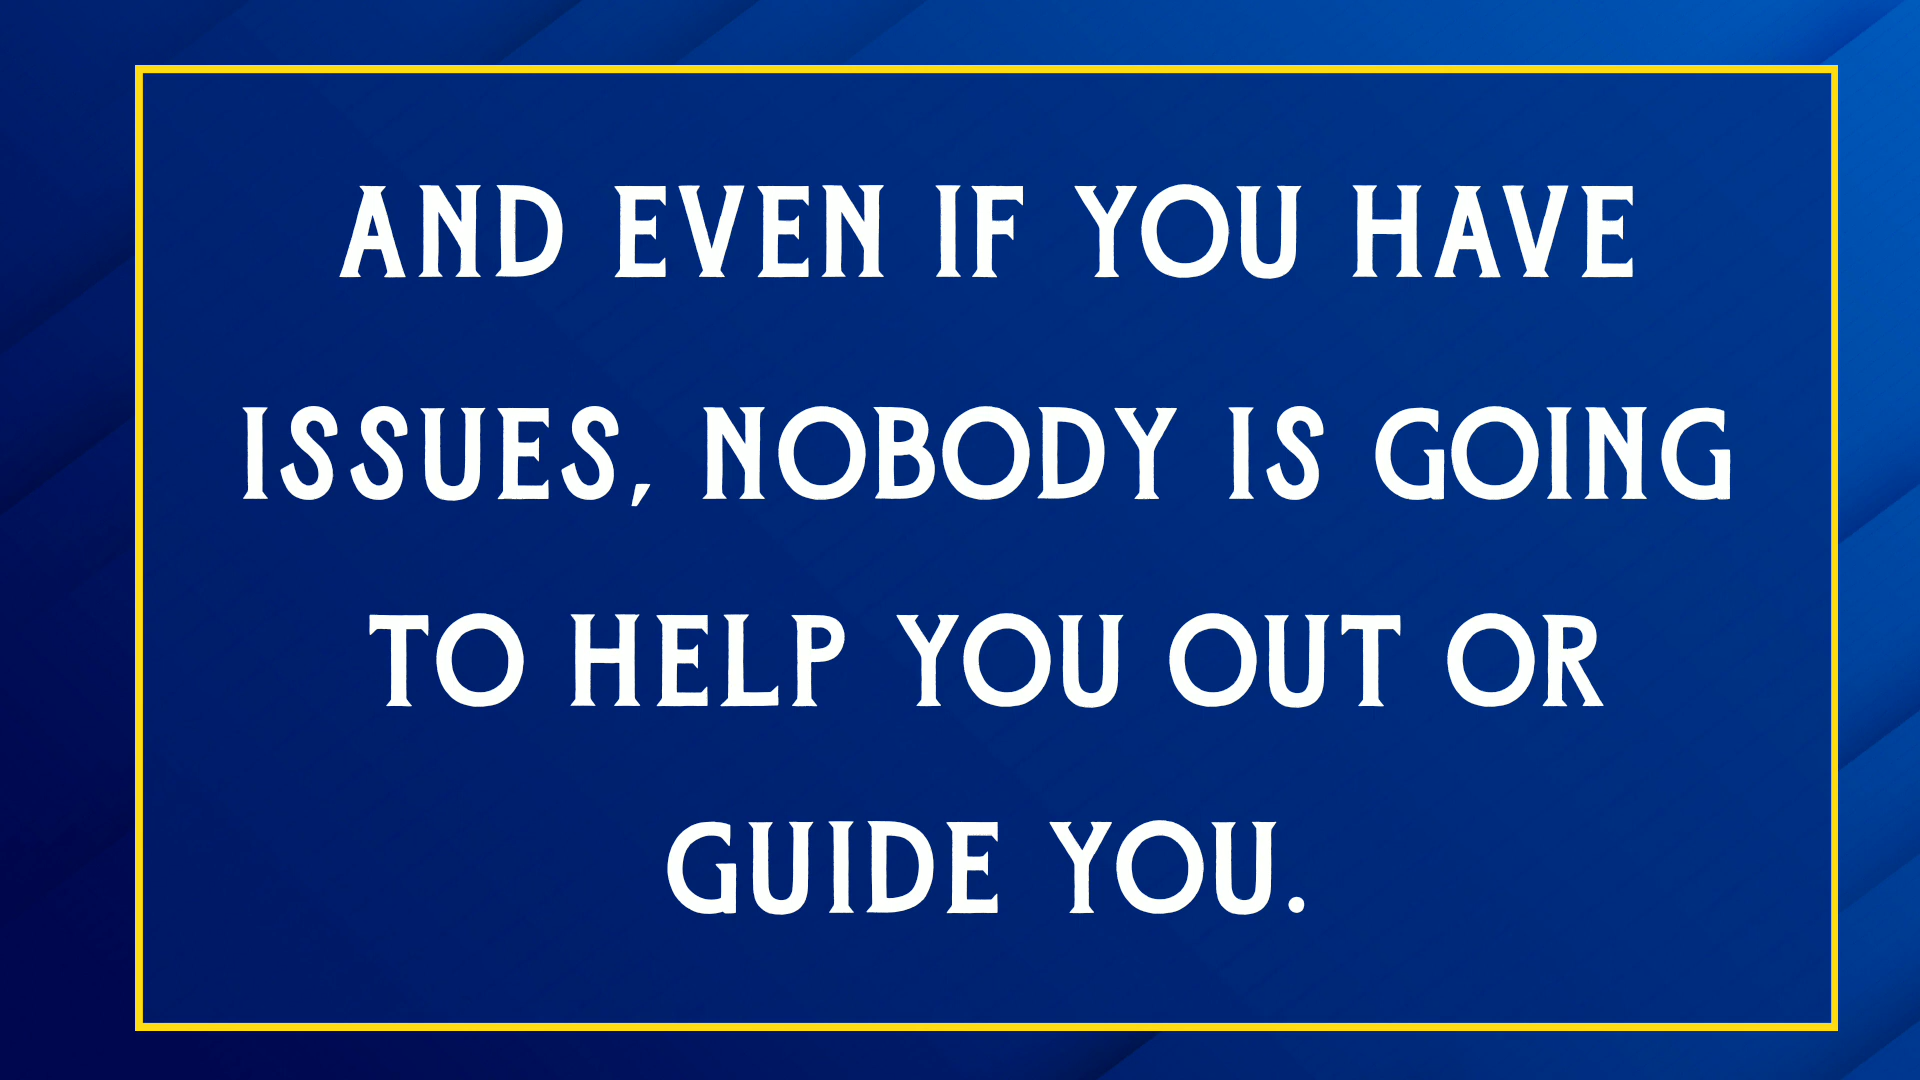 AND EVEN IF YOU HAVE
ISSUES, NOBODY IS GOING
TO HELP YOU OUT OR
GUIDE YOU.